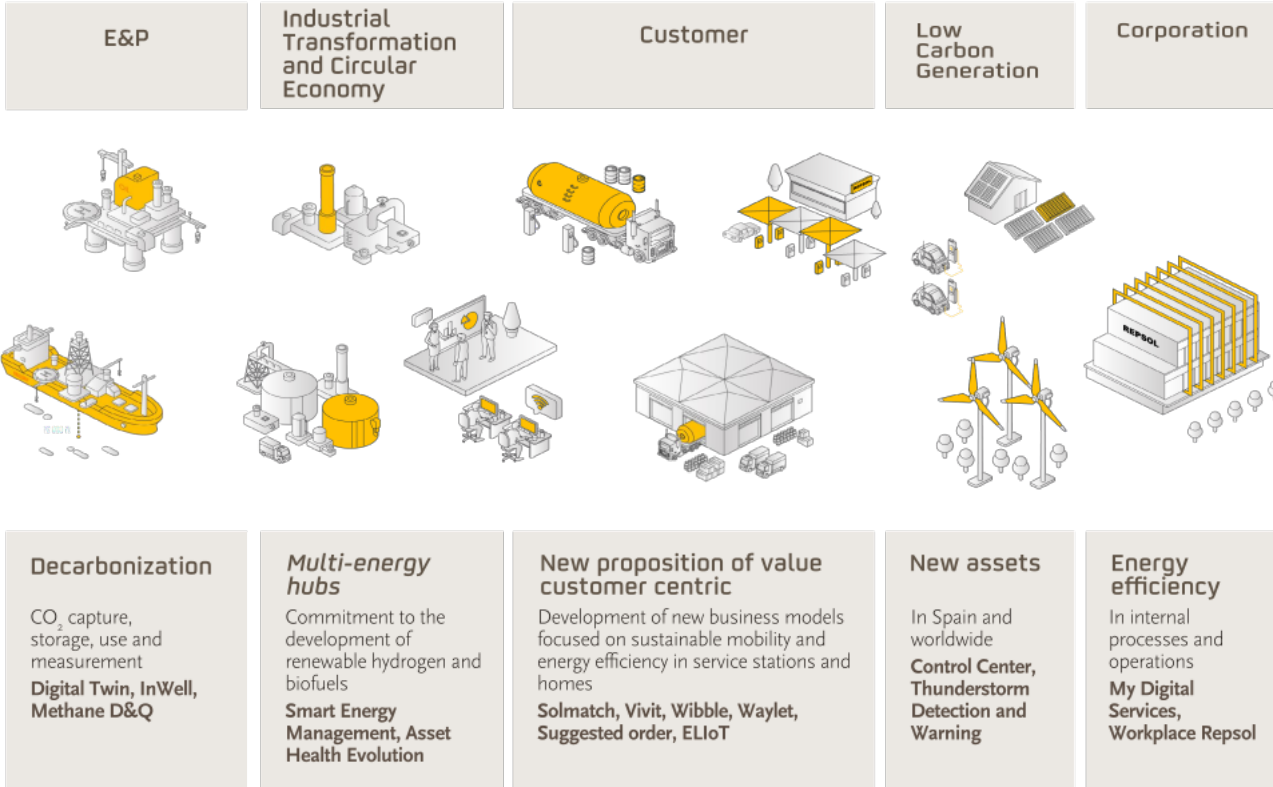 E&P
Industrial
Transformation
and Circular
Economy
Customer
Low
Carbon
Generation
Corporation
REPSOL
REPSOL
Decarbonization
CO₂ capture,
storage, use and
measurement
Digital Twin, InWell,
Methane D&Q
Multi-energy
hubs
Commitment to the
development of
renewable hydrogen and
biofuels
Smart Energy
Management, Asset
Health Evolution
New proposition of value
customer centric
Development of new business models
focused on sustainable mobility and
energy efficiency in service stations and
homes
Solmatch, Vivit, Wibble, Waylet,
Suggested order, ELIoT
New assets
In Spain and
worldwide
Control Center,
Thunderstorm
Detection and
Warning
Energy
efficiency
In internal
processes and
operations
My Digital
Services,
Workplace Repsol